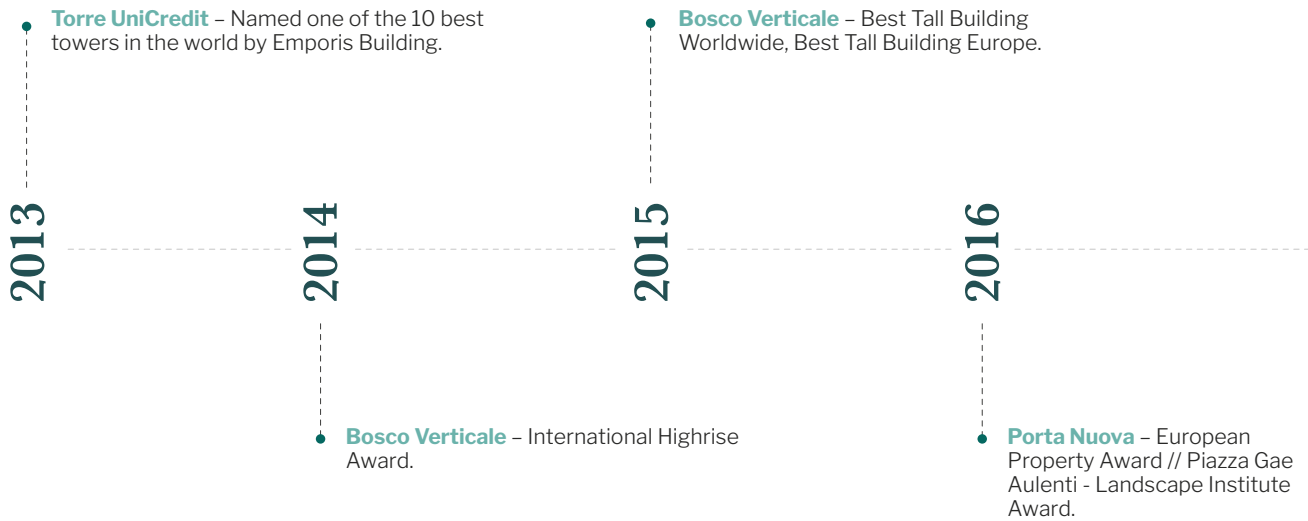 Torre UniCredit – Named one of the 10 best
towers in the world by Emporis Building.
Bosco Verticale – Best Tall Building
Worldwide, Best Tall Building Europe.
2013
2014
2015
2016
Bosco Verticale – International Highrise
Award.
Porta Nuova – European
Property Award // Piazza Gae
Aulenti - Landscape Institute
Award.